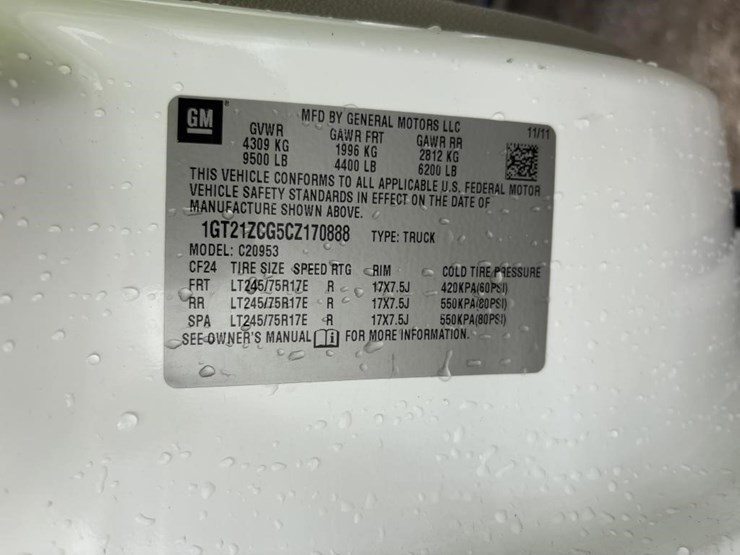 GM
MFD BY GENERAL MOTORS LLC 11/11
GVWR GAWR FRT GAWR RR
4309 KG 1996 KG 2812 KG
9500 LB 4400 LB 6200 LB
THIS VEHICLE CONFORMS TO ALL APPLICABLE U.S. FEDERAL MOTOR
VEHICLE SAFETY STANDARDS IN EFFECT ON THE DATE OF
MANUFACTURE SHOWN ABOVE.
1GT21ZCG5CZ170888 TYPE: TRUCK
MODEL: C20953
CF24 TIRE SIZE SPEED RTG RIM COLD TIRE PRESSURE
FRT LT245/75R17E R 17X7.5J 420KPA(60PSI)
RR LT245/75R17E R 17X7.5J 550KPA(80PSI)
SPA LT245/75R17E R 17X7.5J 550KPA(80PSI)
SEE OWNER'S MANUAL FOR MORE INFORMATION.